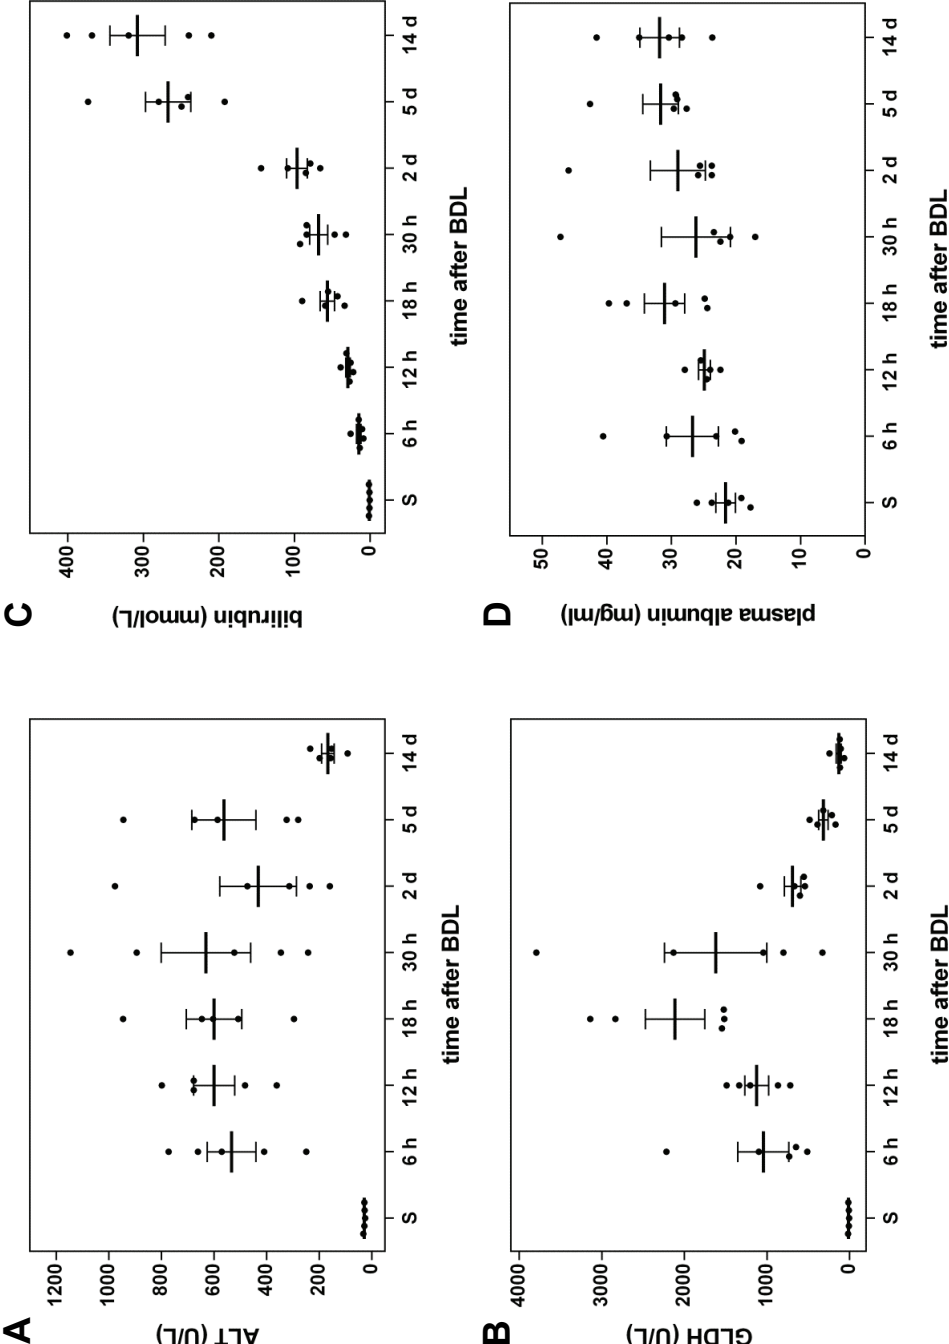 A
ALT (U/L)
1200
1000
800
600
400
200
0
S
6 h
12 h
18 h
30 h
2 d
5 d
14 d
time after BDL
B
GLDH (U/L)
4000
3000
2000
1000
0
S
6 h
12 h
18 h
30 h
2 d
5 d
14 d
time after BDL
C
bilirubin (mmol/L)
400
300
200
100
0
S
6 h
12 h
18 h
30 h
2 d
5 d
14 d
time after BDL
D
plasma albumin (mg/ml)
50
40
30
20
10
0
S
6 h
12 h
18 h
30 h
2 d
5 d
14 d
time after BDL